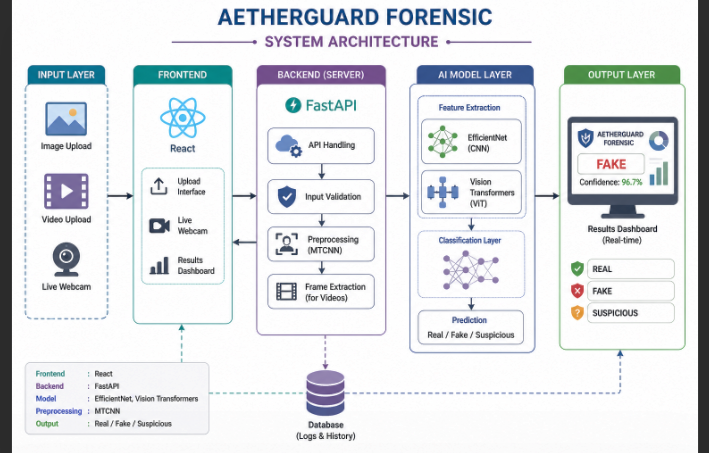 AETHERGUARD FORENSIC
SYSTEM ARCHITECTURE
INPUT LAYER
Image Upload
Video Upload
Live Webcam
FRONTEND
React
Upload
Interface
Live
Webcam
Results
Dashboard
BACKEND (SERVER)
FastAPI
API Handling
Input Validation
Preprocessing
(MTCNN)
Frame Extraction
(for Videos)
AI MODEL LAYER
Feature Extraction
EfficientNet
(CNN)
Vision
Transformers
(ViT)
Classification Layer
Prediction
Real / Fake / Suspicious
OUTPUT LAYER
AETHERGUARD
FORENSIC
FAKE
Confidence: 96.7%
Results Dashboard
(Real-time)
REAL
FAKE
SUSPICIOUS
Frontend : React
Backend : FastAPI
Model : EfficientNet, Vision Transformers
Preprocessing : MTCNN
Output : Real / Fake / Suspicious
Database
(Logs & History)